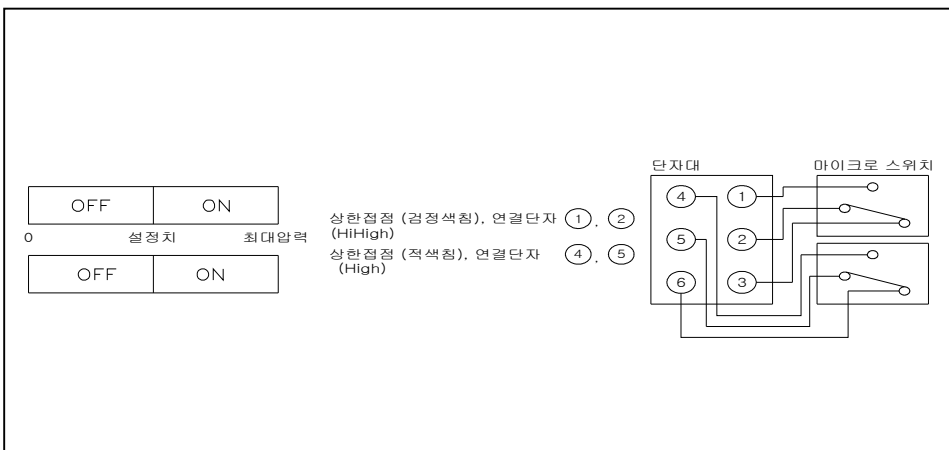 OFF ON
0 설정치 최대압력
OFF ON
상한접점 (검정색침), 연결단자 ①, ②
(HiHigh)
상한접점 (적색침), 연결단자 ④, ⑤
(High)
단자대
④ ①
⑤ ②
⑥ ③
마이크로 스위치